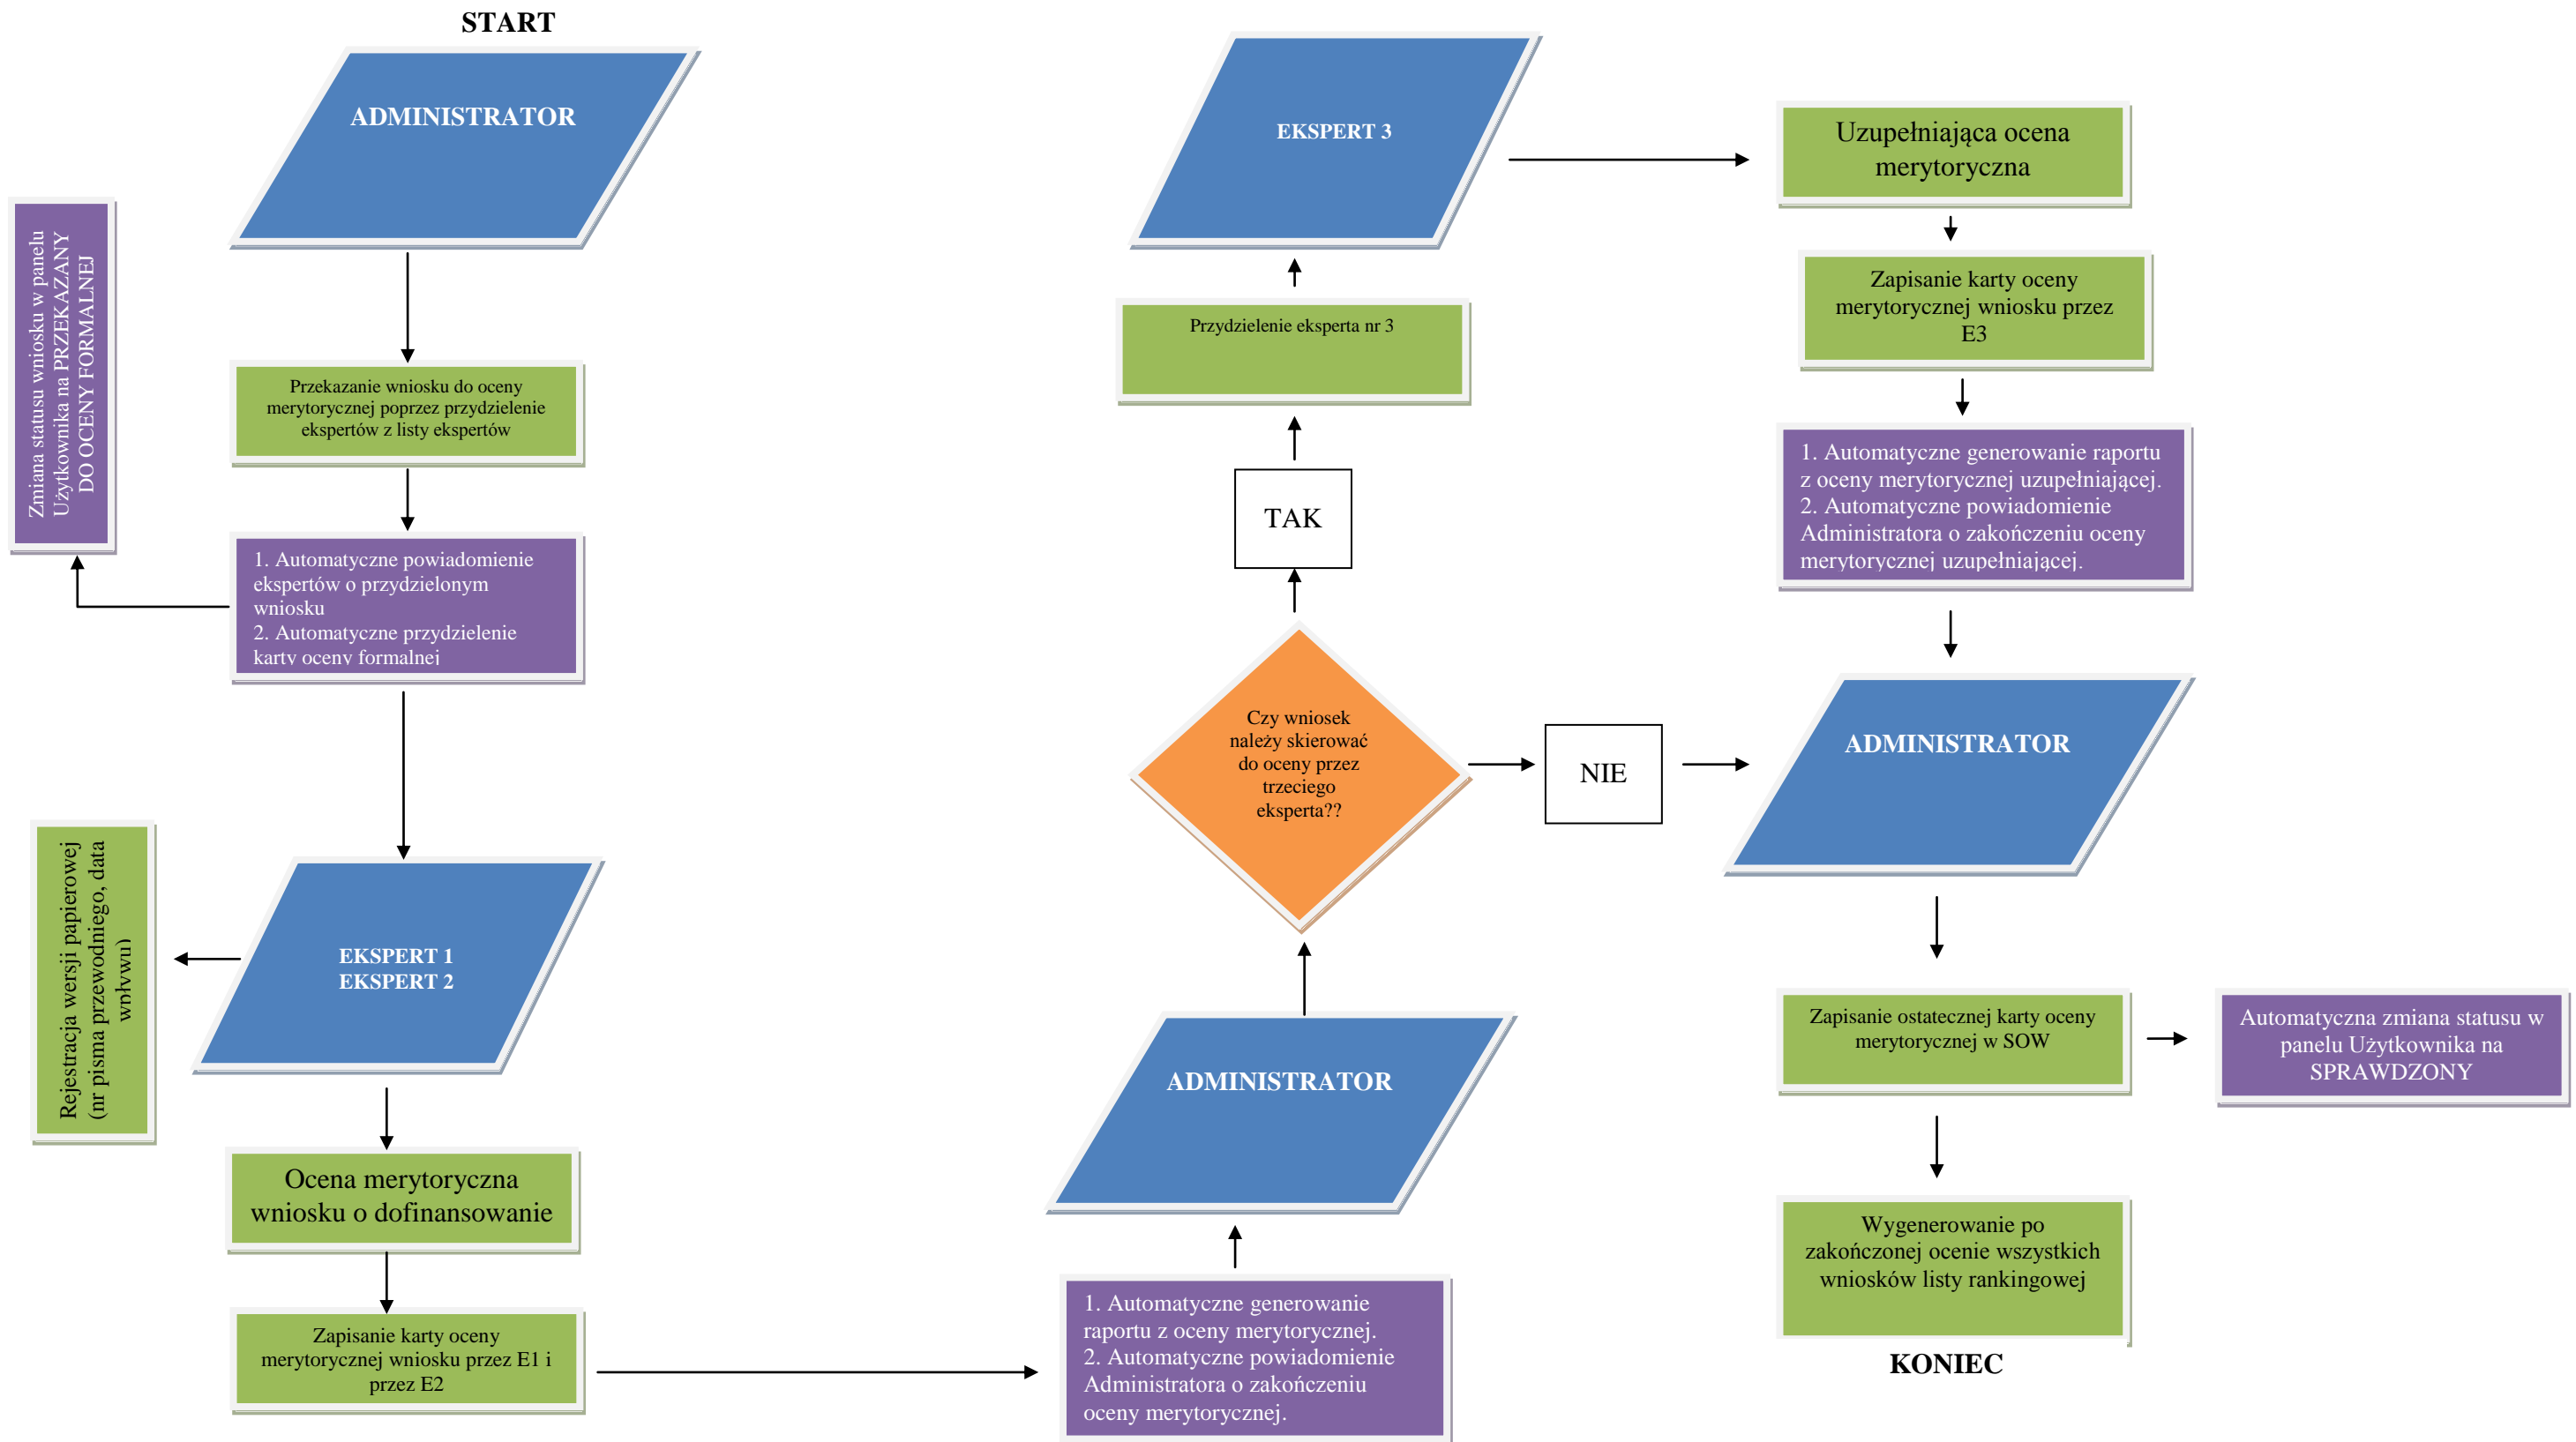 START
ADMINISTRATOR
Zmiana statusu wniosku w panelu
Użytkownika na PRZEKAZANY
DO OCENY FORMALNEJ
Przekazanie wniosku do oceny
merytorycznej poprzez przydzielenie
ekspertów z listy ekspertów
1. Automatyczne powiadomienie
ekspertów o przydzielonym
wniosku
2. Automatyczne przydzielenie
karty oceny formalnej
Rejestracja wersji papierowej
(nr pisma przewodniego, data
wpływu)
EKSPERT 1
EKSPERT 2
Ocena merytoryczna
wniosku o dofinansowanie
Zapisanie karty oceny
merytorycznej wniosku przez E1 i
przez E2
1. Automatyczne generowanie
raportu z oceny merytorycznej.
2. Automatyczne powiadomienie
Administratora o zakończeniu
oceny merytorycznej.
ADMINISTRATOR
Czy wniosek
należy skierować
do oceny przez
trzeciego
eksperta??
TAK
NIE
Przydzielenie eksperta nr 3
EKSPERT 3
Uzupełniająca ocena
merytoryczna
Zapisanie karty oceny
merytorycznej wniosku przez
E3
1. Automatyczne generowanie raportu
z oceny merytorycznej uzupełniającej.
2. Automatyczne powiadomienie
Administratora o zakończeniu oceny
merytorycznej uzupełniającej.
ADMINISTRATOR
Zapisanie ostatecznej karty oceny
merytorycznej w SOW
Automatyczna zmiana statusu w
panelu Użytkownika na
SPRAWDZONY
Wygenerowanie po
zakończonej ocenie wszystkich
wniosków listy rankingowej
KONIEC